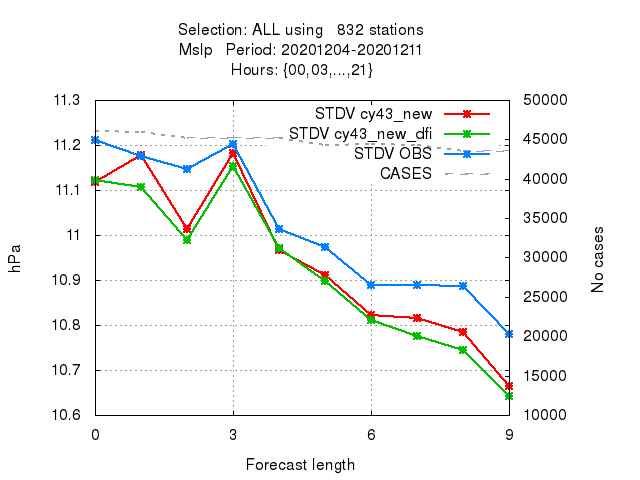 Selection: ALL using   832 stations
Mslp   Period: 20201204-20201211
Hours: {00,03,...,21}
11.3 50000
STDV cy43_new
11.2 STDV cy43_new_dfi 45000
STDV OBS
11.1 CASES 40000
35000
11 30000
10.9 25000
10.8 20000
10.7 15000
10.6 10000
hPa
No cases
0 3 6 9
Forecast length